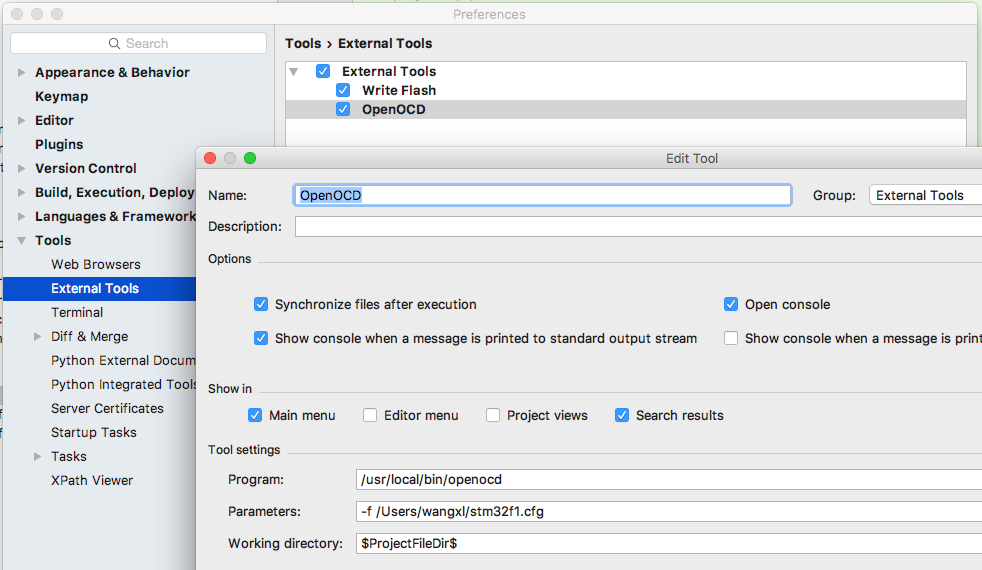 Preferences
Search
Tools › External Tools
Appearance & Behavior
Keymap
Editor
Plugins
Version Control
Build, Execution, Deploy
Languages & Framework
Tools
Web Browsers
External Tools
Terminal
Diff & Merge
Python External Docum
Python Integrated Tools
Server Certificates
Startup Tasks
Tasks
XPath Viewer
External Tools
Write Flash
OpenOCD
Edit Tool
Name: OpenOCD Group: External Tools
Description:
Options
Synchronize files after execution Open console
Show console when a message is printed to standard output stream Show console when a message is print
Show in
Main menu Editor menu Project views Search results
Tool settings
Program: /usr/local/bin/openocd
Parameters: -f /Users/wangxl/stm32f1.cfg
Working directory: $ProjectFileDir$